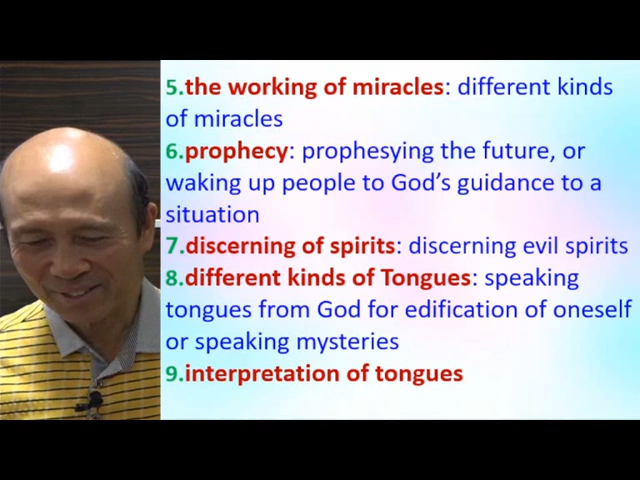 5.the working of miracles: different kinds
of miracles
6.prophecy: prophesying the future, or
waking up people to God’s guidance to a
situation
7.discerning of spirits: discerning evil spirits
8.different kinds of Tongues: speaking
tongues from God for edification of oneself
or speaking mysteries
9.interpretation of tongues